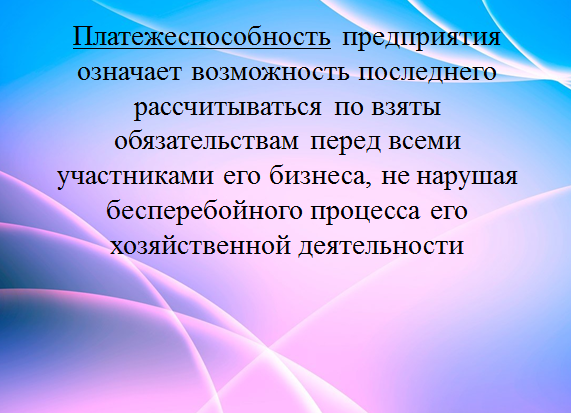 Платежеспособность предприятия
означает возможность последнего
рассчитываться по взяты
обязательствам перед всеми
участниками его бизнеса, не нарушая
бесперебойного процесса его
хозяйственной деятельности